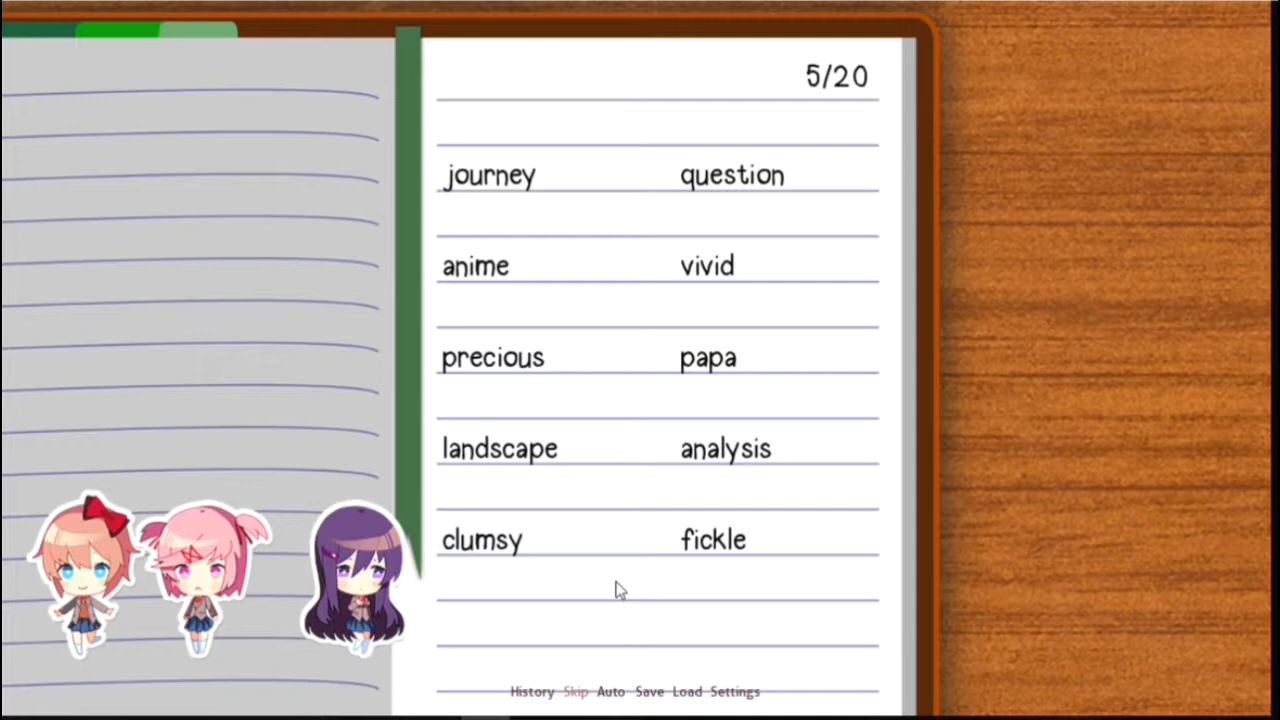 5/20
journey question
anime vivid
precious papa
landscape analysis
clumsy fickle
History Skip Auto Save Load Settings